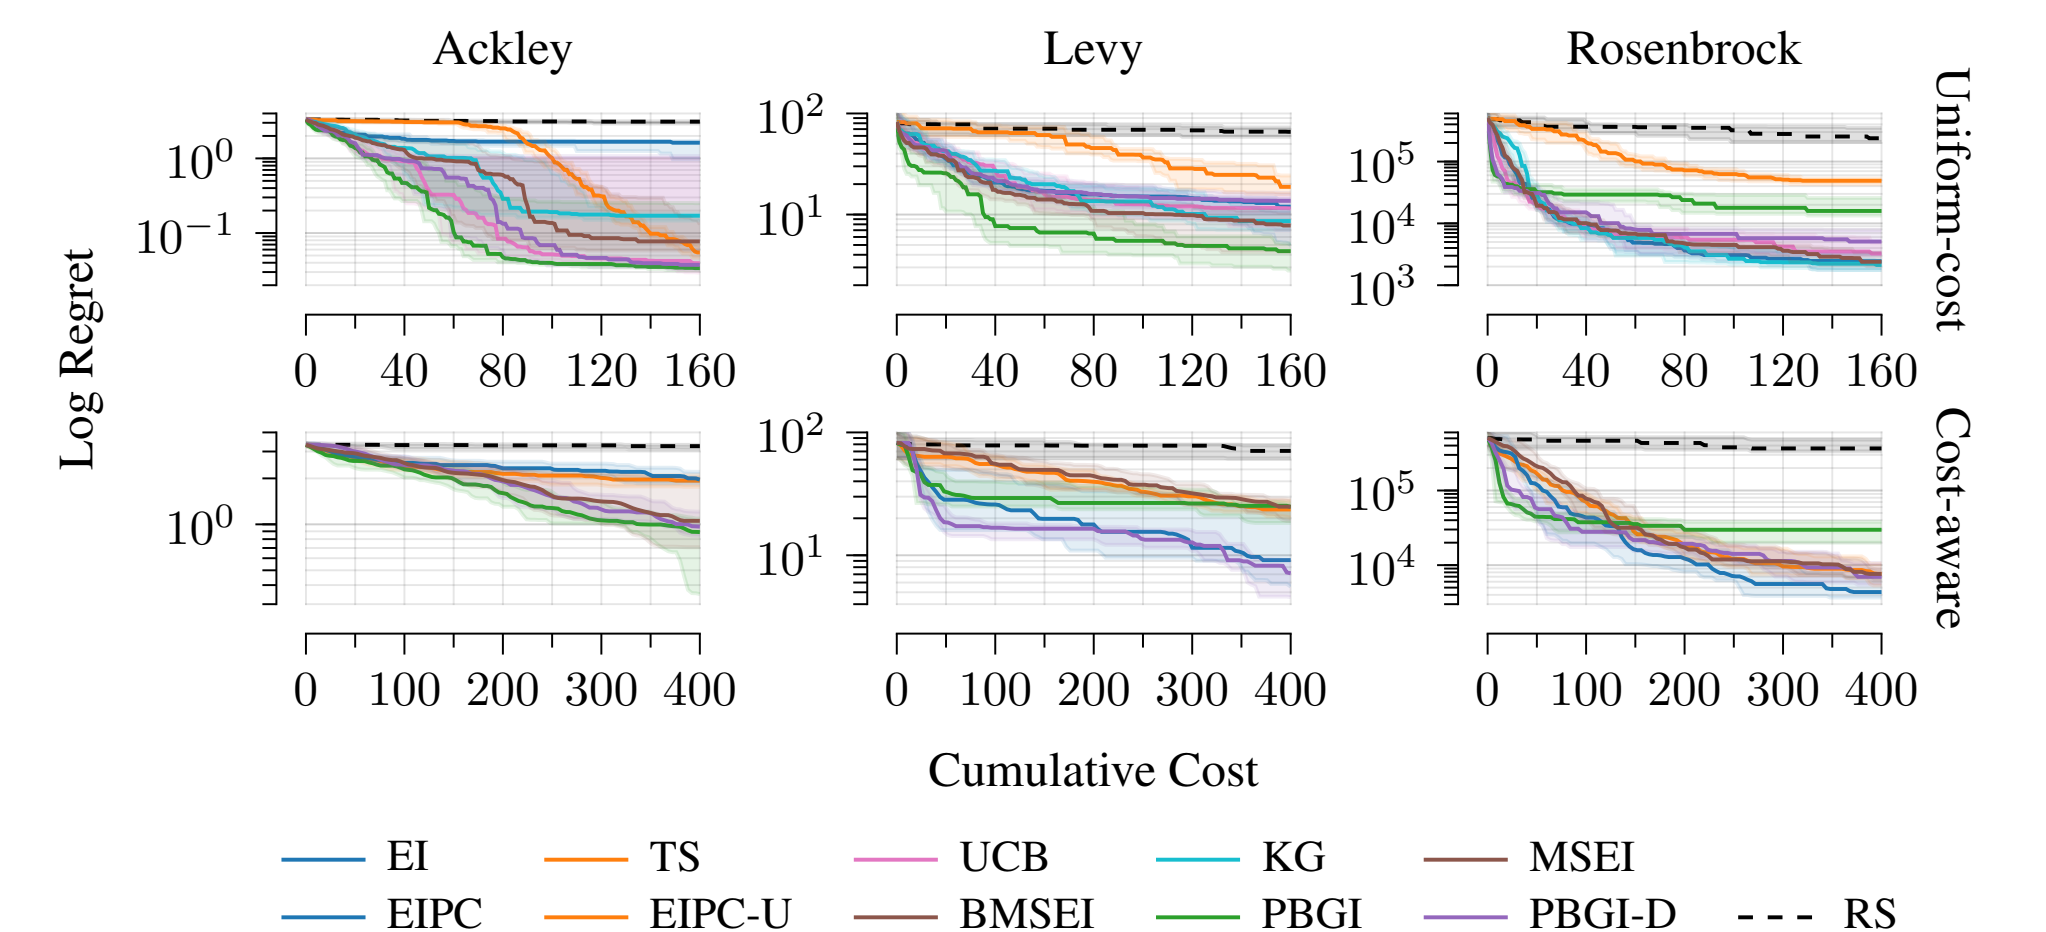 Ackley Levy Rosenbrock
Log Regret
Uniform-cost
Cost-aware
10^0
10^−1
0 40 80 120 160
10^2
10^1
0 40 80 120 160
10^5
10^4
10^3
0 40 80 120 160
10^0
0 100 200 300 400
10^2
10^1
0 100 200 300 400
10^5
10^4
0 100 200 300 400
Cumulative Cost
EI TS UCB KG MSEI
EIPC EIPC-U BMSEI PBGI PBGI-D RS